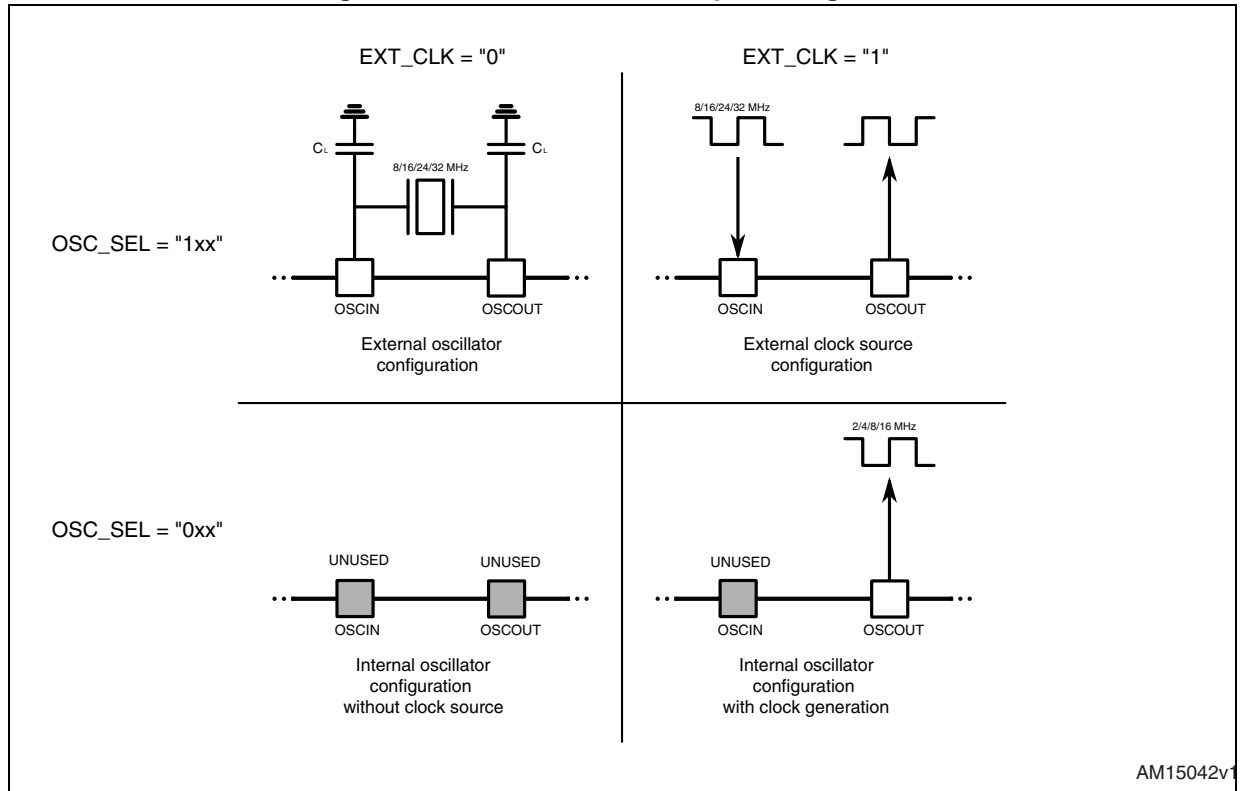 EXT_CLK = "0"
EXT_CLK = "1"
OSC_SEL = "1xx"
CL
8/16/24/32 MHz
CL
OSCIN
OSCOUT
External oscillator
configuration
8/16/24/32 MHz
OSCIN
OSCOUT
External clock source
configuration
OSC_SEL = "0xx"
UNUSED
UNUSED
OSCIN
OSCOUT
Internal oscillator
configuration
without clock source
2/4/8/16 MHz
UNUSED
OSCIN
OSCOUT
Internal oscillator
configuration
with clock generation
AM15042v1